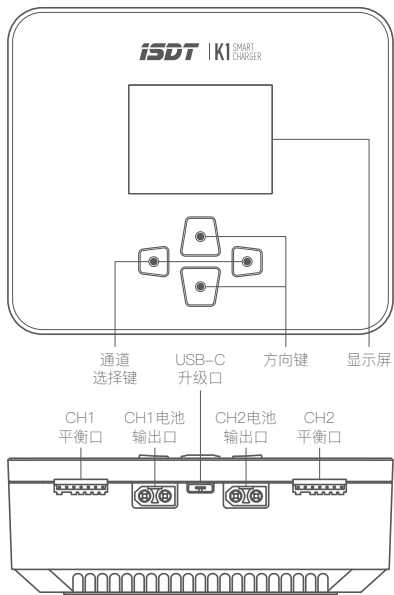 ISDT K1 SMART
CHARGER
通道
选择键
USB-C
升级口
方向键
显示屏
CH1
平衡口
CH1电池
输出口
CH2电池
输出口
CH2
平衡口